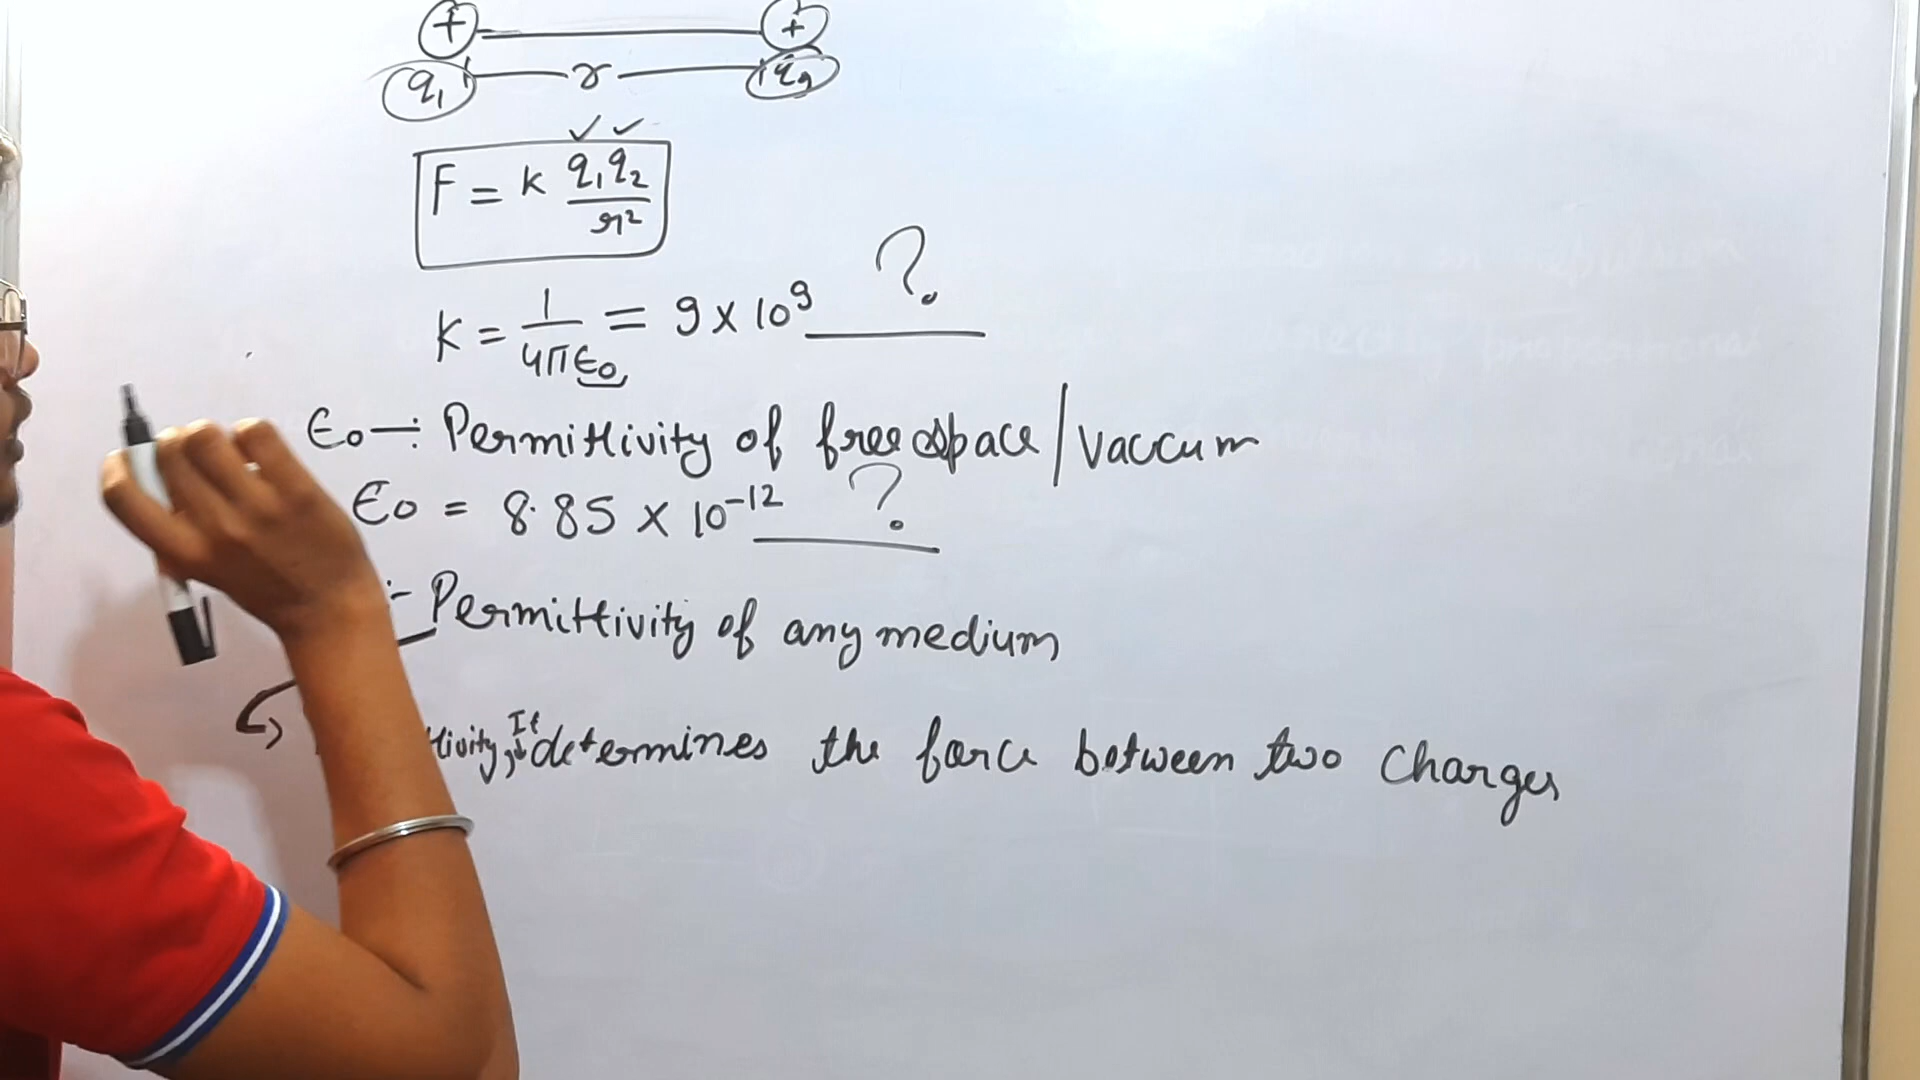 + +
q₁ r q₂
F = k q₁q₂ / r²
K = 1 / 4πε₀ = 9 x 10⁹ ?
ε₀ —: Permittivity of free space / Vaccum
ε₀ = 8.85 x 10⁻¹² ?
:- Permittivity of any medium
ttivity, It determines the force between two charges